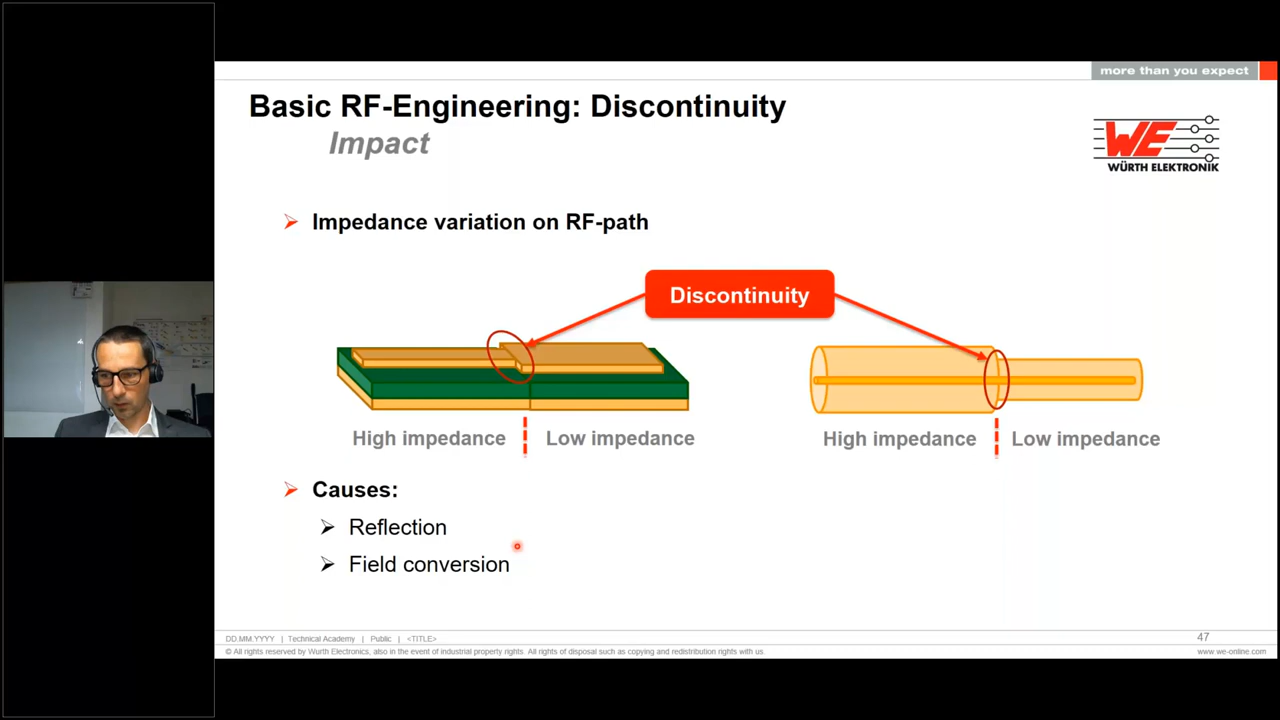 more than you expect
Basic RF-Engineering: Discontinuity
Impact
WE
WÜRTH ELEKTRONIK
Impedance variation on RF-path
Discontinuity
High impedance
Low impedance
High impedance
Low impedance
Causes:
Reflection
Field conversion
DD.MM.YYYY | Technical Academy | Public | <TITLE>
47
© All rights reserved by Wurth Electronics, also in the event of industrial property rights. All rights of disposal such as copying and redistribution rights with us.
www.we-online.com